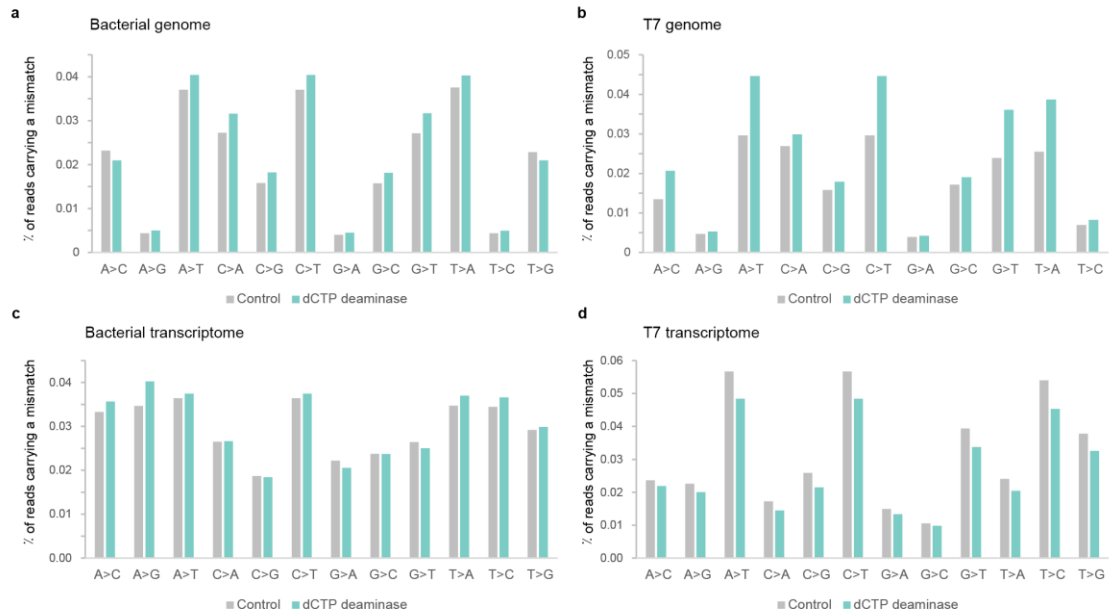 a
Bacterial genome
% of reads carrying a mismatch
0.04
0.03
0.02
0.01
0
A>C A>G A>T C>A C>G C>T G>A G>C G>T T>A T>C T>G
Control dCTP deaminase
b
T7 genome
% of reads carrying a mismatch
0.05
0.04
0.03
0.02
0.01
0
A>C A>G A>T C>A C>G C>T G>A G>C G>T T>A T>C
Control dCTP deaminase
c
Bacterial transcriptome
% of reads carrying a mismatch
0.04
0.03
0.02
0.01
0.00
A>C A>G A>T C>A C>G C>T G>A G>C G>T T>A T>C T>G
Control dCTP deaminase
d
T7 transcriptome
% of reads carrying a mismatch
0.06
0.05
0.04
0.03
0.02
0.01
0.00
A>C A>G A>T C>A C>G C>T G>A G>C G>T T>A T>C T>G
Control dCTP deaminase